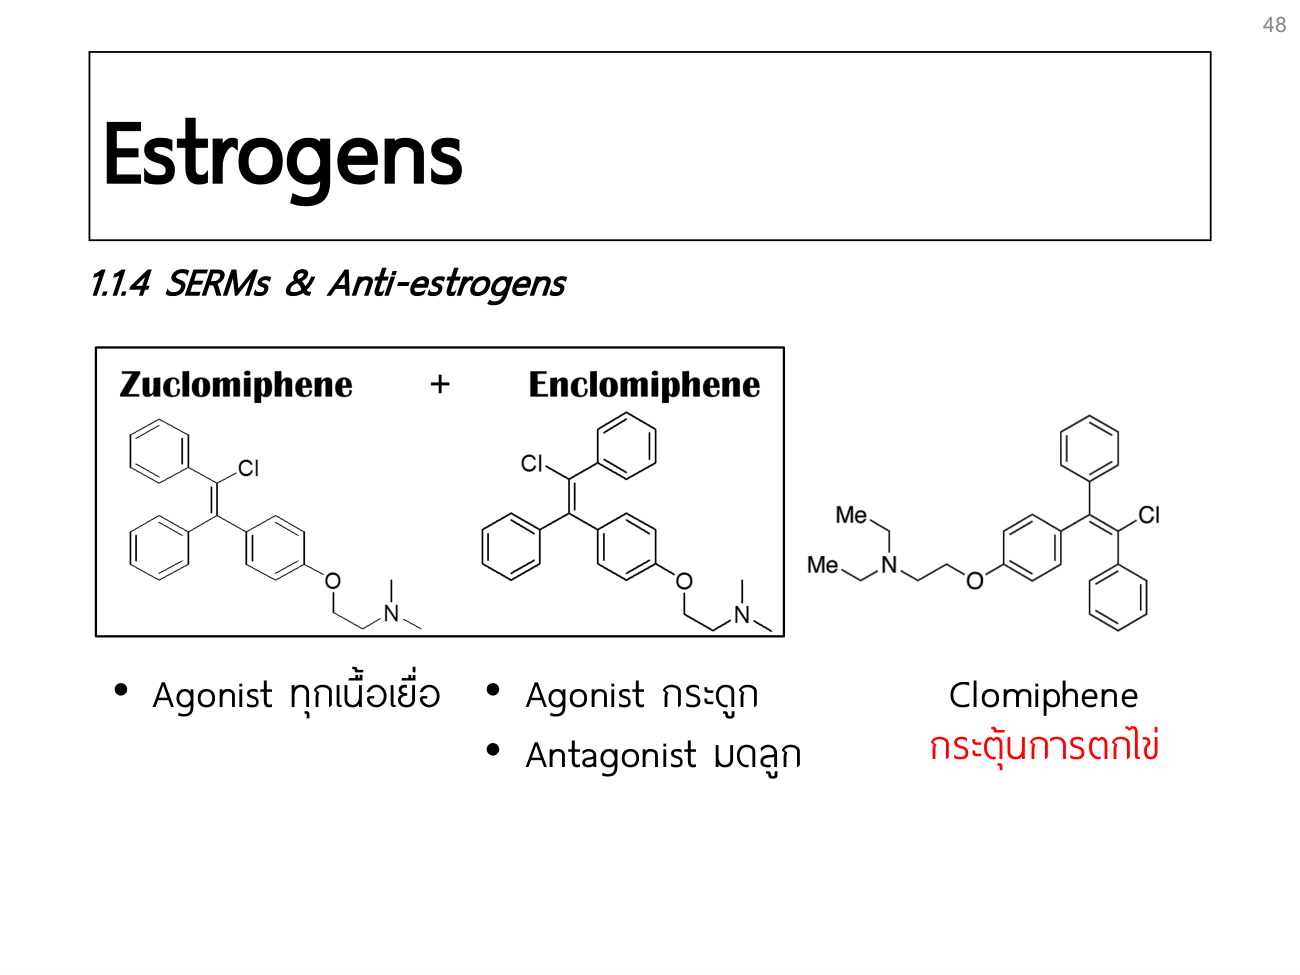 48
Estrogens
1.1.4 SERMs & Anti-estrogens
Zuclomiphene + Enclomiphene
Cl
O
N
Cl
O
N
Me
Me
N
O
Cl
• Agonist ทุกเนื้อเยื่อ
• Agonist กระดูก
• Antagonist มดลูก
Clomiphene
กระตุ้นการตกไข่